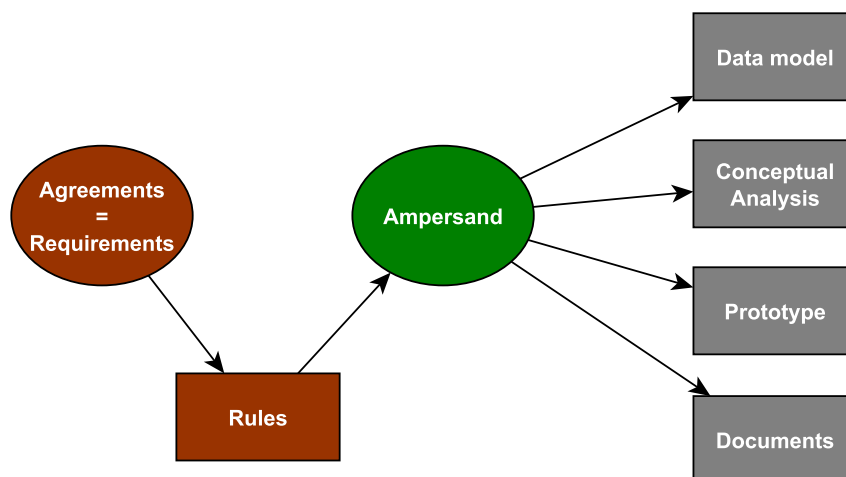 Agreements
=
Requirements
Rules
Ampersand
Data model
Conceptual
Analysis
Prototype
Documents